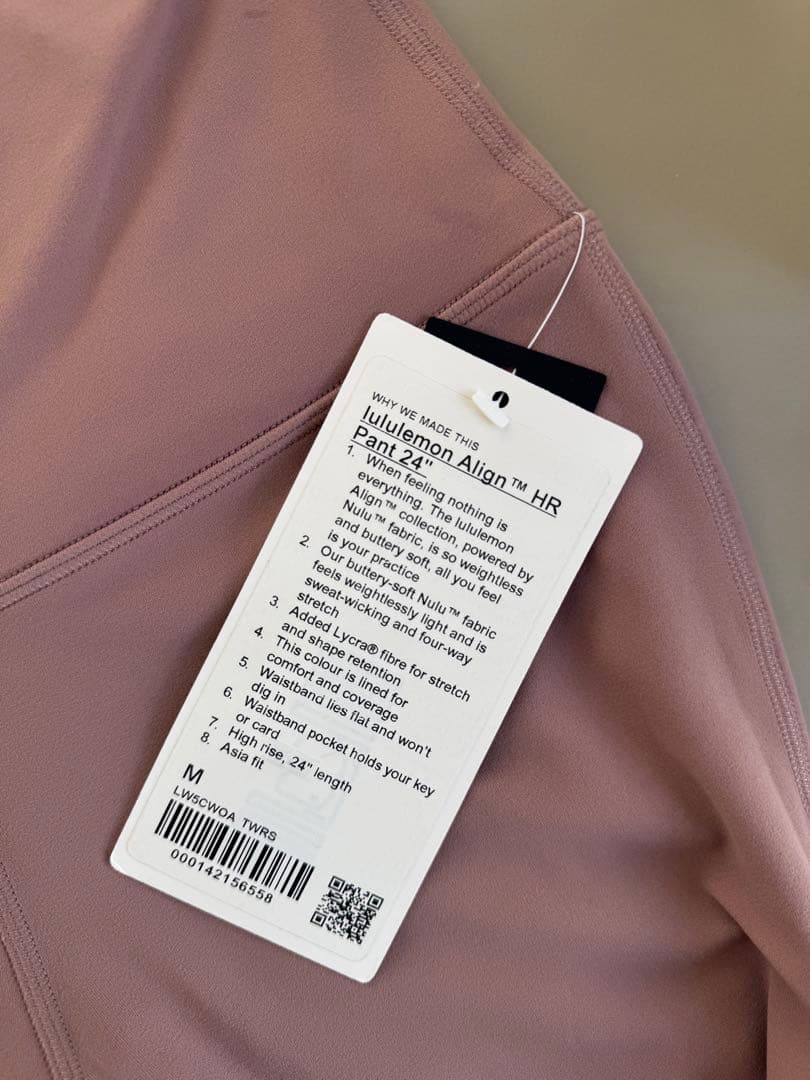 WHY WE MADE THIS
lululemon Align™ HR
Pant 24"
1. When feeling nothing is
everything. The lululemon
Align™ collection, powered by
Nulu™ fabric, is so weightless
and buttery soft, all you feel
is your practice
2. Our buttery-soft Nulu™ fabric
feels weightlessly light and is
sweat-wicking and four-way
stretch
3. Added Lycra® fibre for stretch
and shape retention
4. This colour is lined for
comfort and coverage
5. Waistband lies flat and won't
dig in
6. Waistband pocket holds your key
or card
7. High rise, 24" length
8. Asia fit
M
LW5CWOA TWRS
000142156558